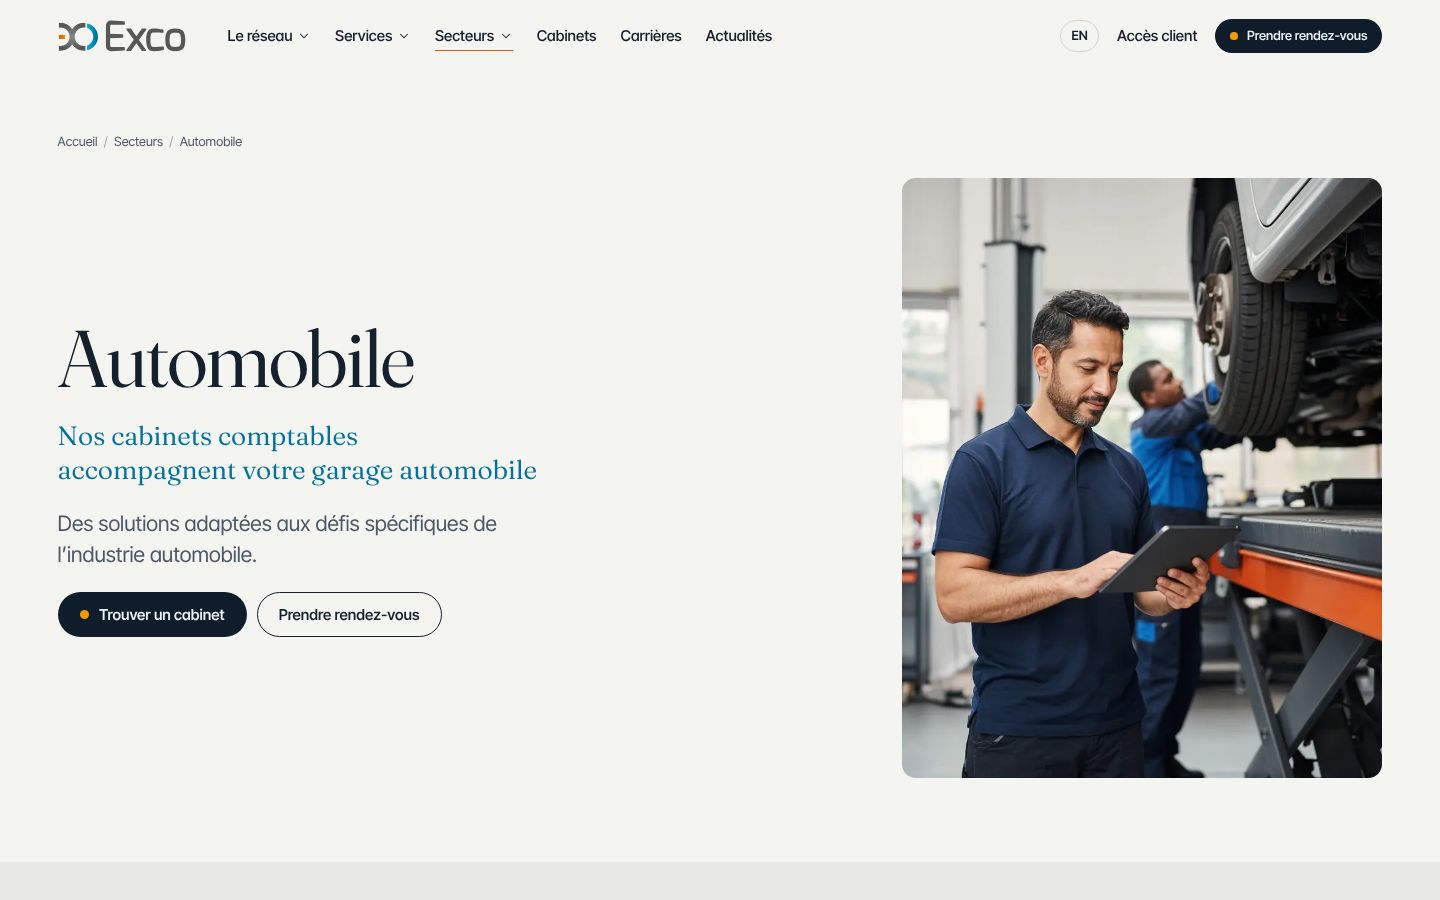 Exco
Le réseau
Services
Secteurs
Cabinets
Carrières
Actualités
EN
Accès client
Prendre rendez-vous
Accueil / Secteurs / Automobile
Automobile
Nos cabinets comptables
accompagnent votre garage automobile
Des solutions adaptées aux défis spécifiques de
l’industrie automobile.
Trouver un cabinet
Prendre rendez-vous